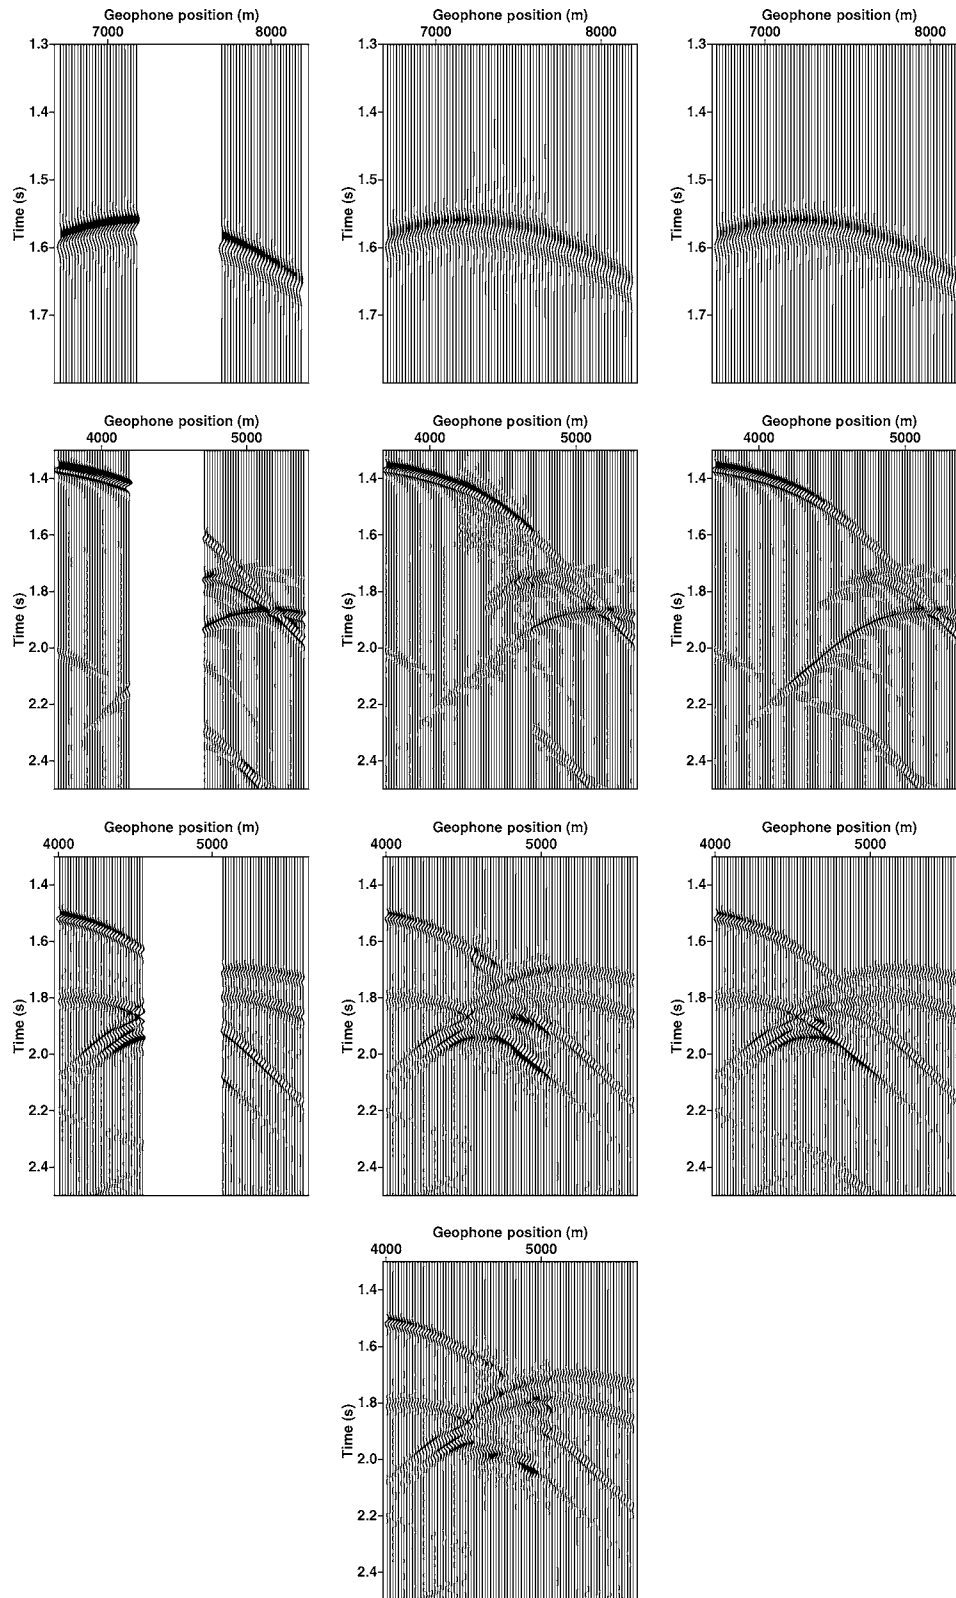 Geophone position (m) Geophone position (m) Geophone position (m)
7000 8000 7000 8000 7000 8000
1.3 1.3 1.3
1.4 1.4 1.4
1.5 1.5 1.5
Time (s) Time (s) Time (s)
1.6 1.6 1.6
1.7 1.7 1.7
Geophone position (m) Geophone position (m) Geophone position (m)
4000 5000 4000 5000 4000 5000
1.4 1.4 1.4
1.6 1.6 1.6
1.8 1.8 1.8
Time (s) Time (s) Time (s)
2.0 2.0 2.0
2.2 2.2 2.2
2.4 2.4 2.4
Geophone position (m) Geophone position (m) Geophone position (m)
4000 5000 4000 5000 4000 5000
1.4 1.4 1.4
1.6 1.6 1.6
1.8 1.8 1.8
Time (s) Time (s) Time (s)
2.0 2.0 2.0
2.2 2.2 2.2
2.4 2.4 2.4
Geophone position (m)
4000 5000
1.4
1.6
1.8
Time (s)
2.0
2.2
2.4